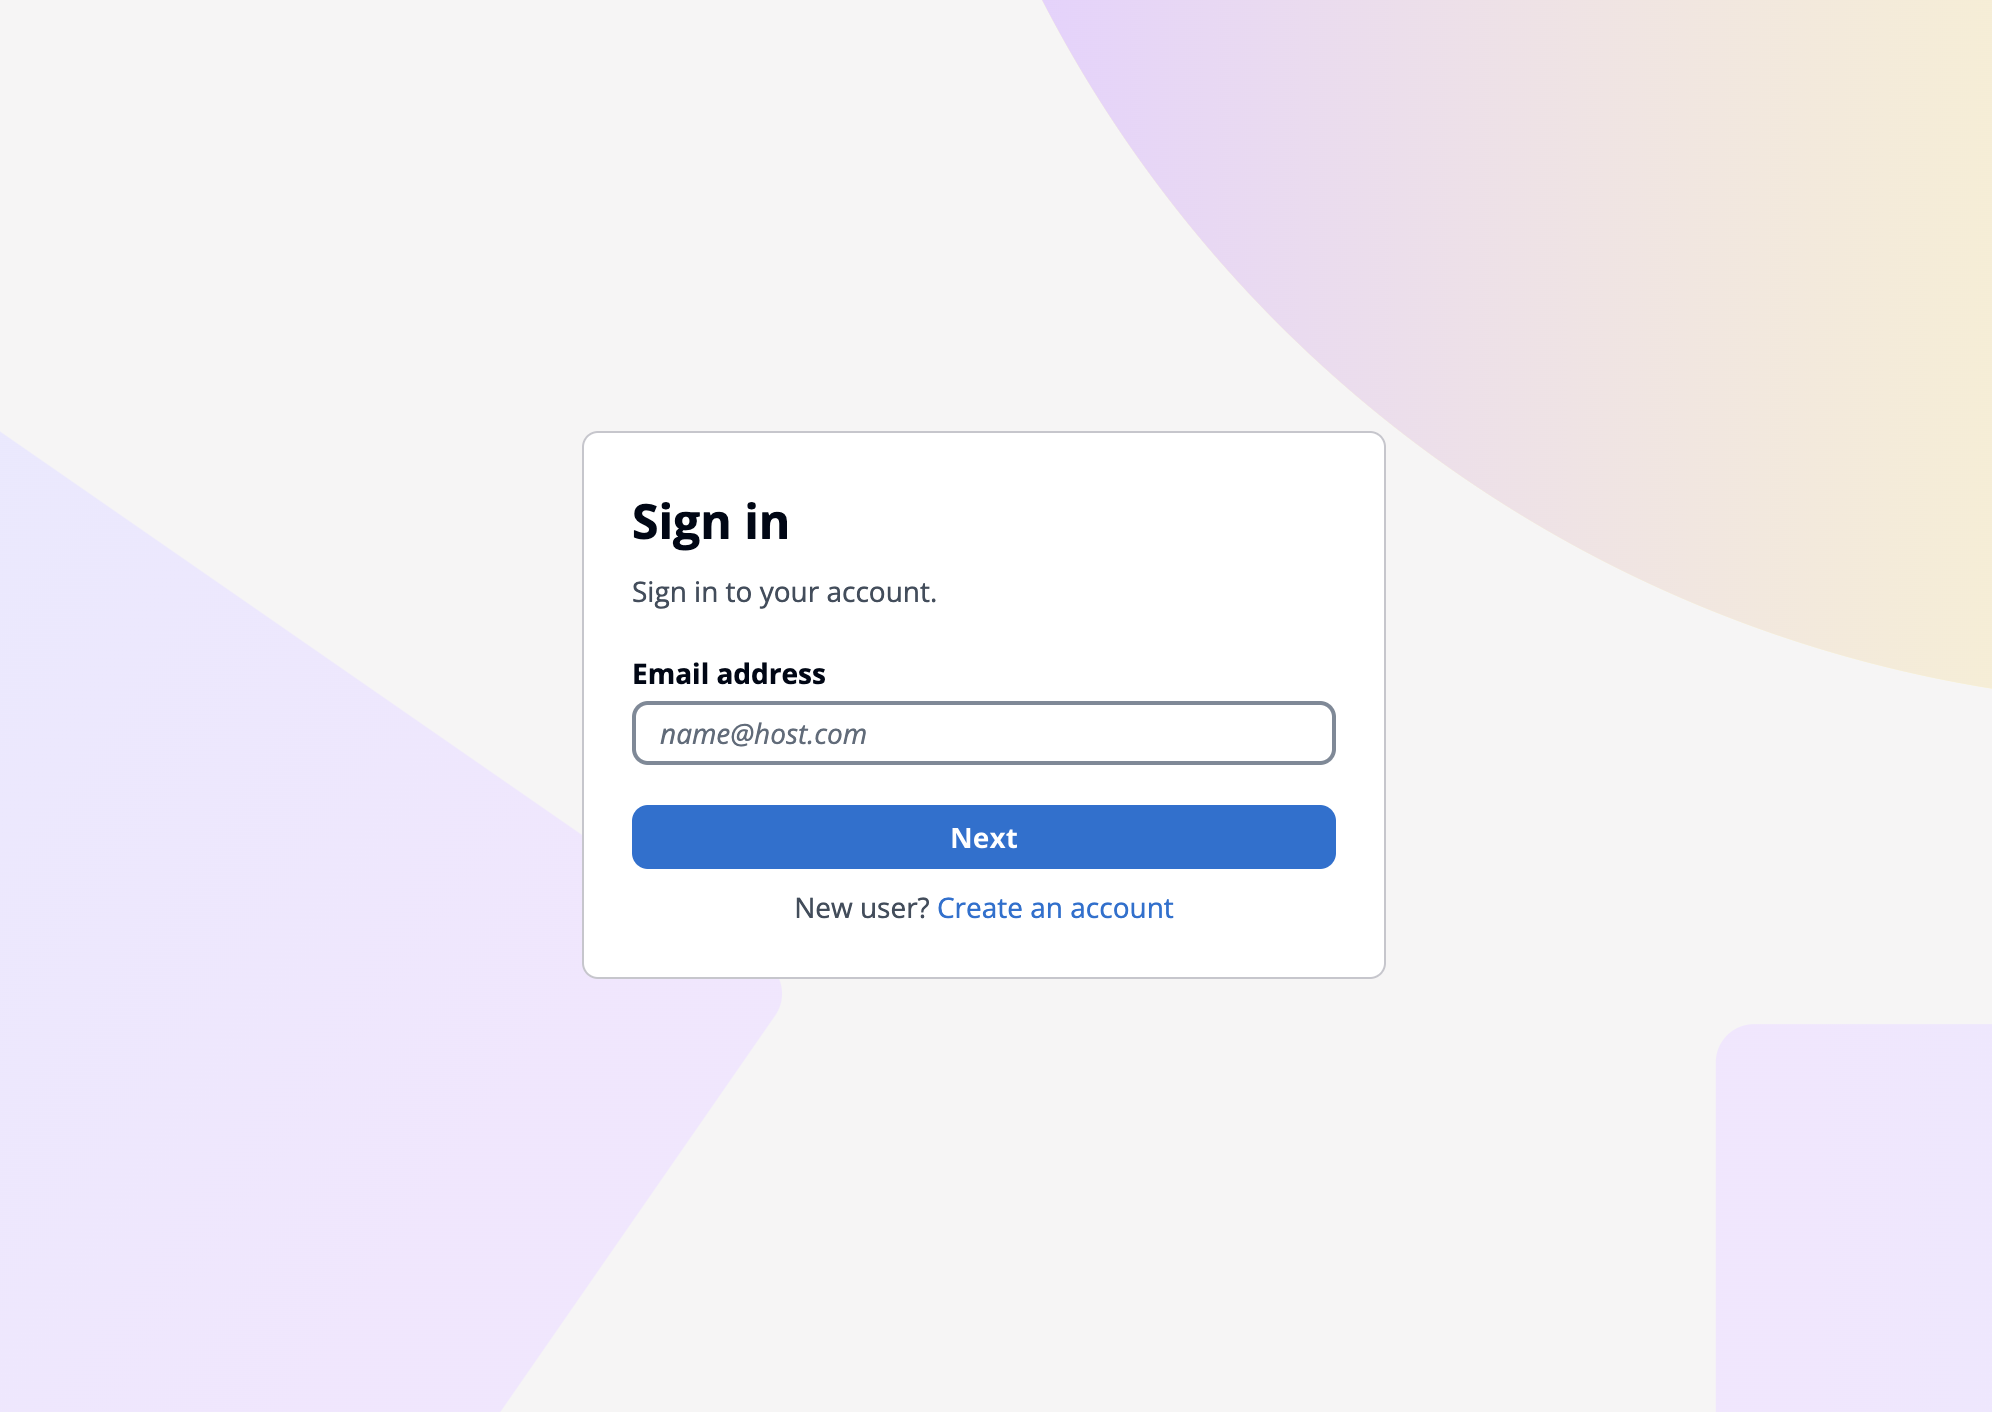 Sign in
Sign in to your account.
Email address
name@host.com
Next
New user? Create an account